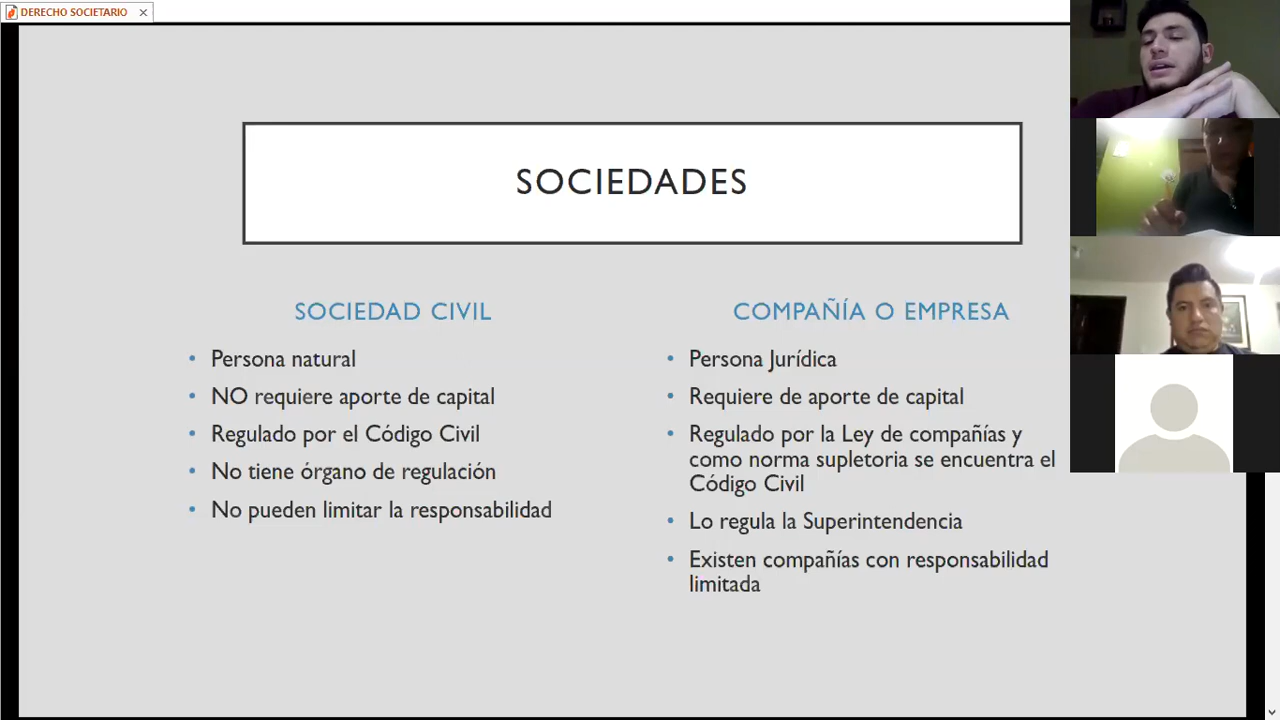 DERECHO SOCIETARIO
SOCIEDADES
SOCIEDAD CIVIL
• Persona natural
• NO requiere aporte de capital
• Regulado por el Código Civil
• No tiene órgano de regulación
• No pueden limitar la responsabilidad
COMPAÑÍA O EMPRESA
• Persona Jurídica
• Requiere de aporte de capital
• Regulado por la Ley de compañías y
como norma supletoria se encuentra el
Código Civil
• Lo regula la Superintendencia
• Existen compañías con responsabilidad
limitada